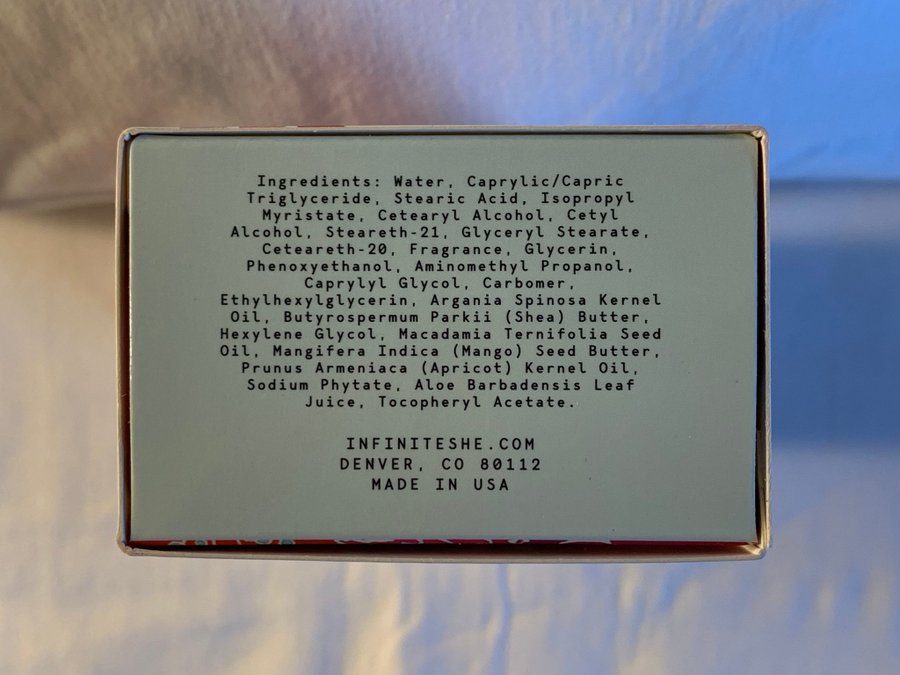 Ingredients: Water, Caprylic/Capric
Triglyceride, Stearic Acid, Isopropyl
Myristate, Cetearyl Alcohol, Cetyl
Alcohol, Steareth-21, Glyceryl Stearate,
Ceteareth-20, Fragrance, Glycerin,
Phenoxyethanol, Aminomethyl Propanol,
Caprylyl Glycol, Carbomer,
Ethylhexylglycerin, Argania Spinosa Kernel
Oil, Butyrospermum Parkii (Shea) Butter,
Hexylene Glycol, Macadamia Ternifolia Seed
Oil, Mangifera Indica (Mango) Seed Butter,
Prunus Armeniaca (Apricot) Kernel Oil,
Sodium Phytate, Aloe Barbadensis Leaf
Juice, Tocopheryl Acetate.
INFINITESHE.COM
DENVER, CO 80112
MADE IN USA